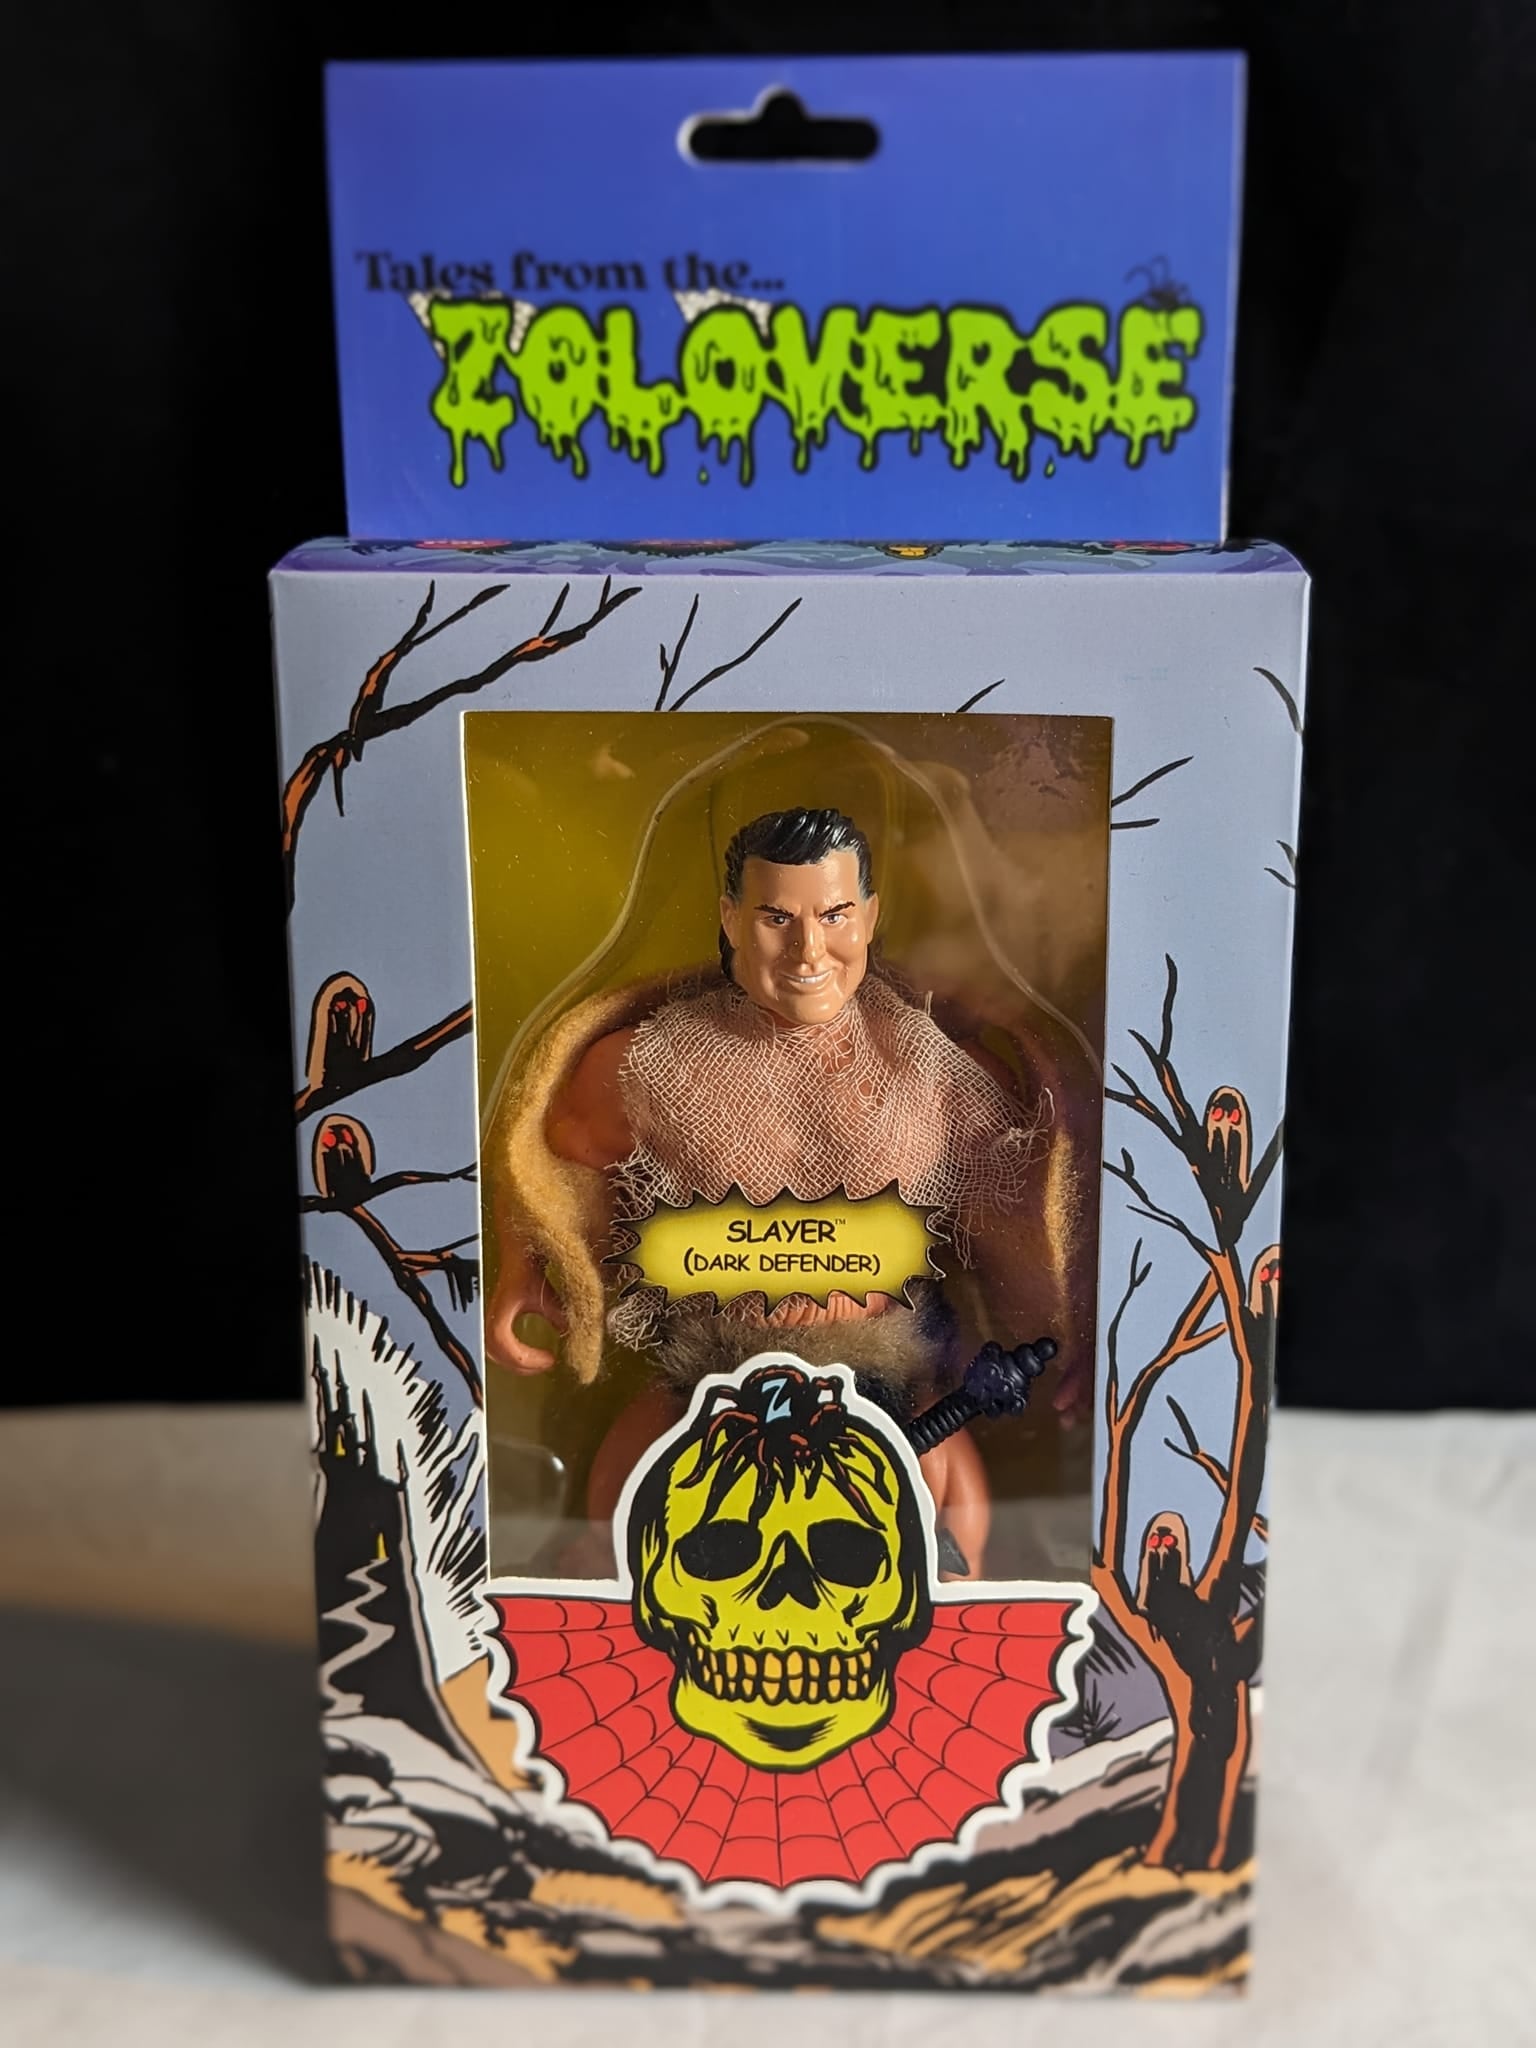 Tales from the...
ZOLOVERSE
SLAYER™
(DARK DEFENDER)
Z